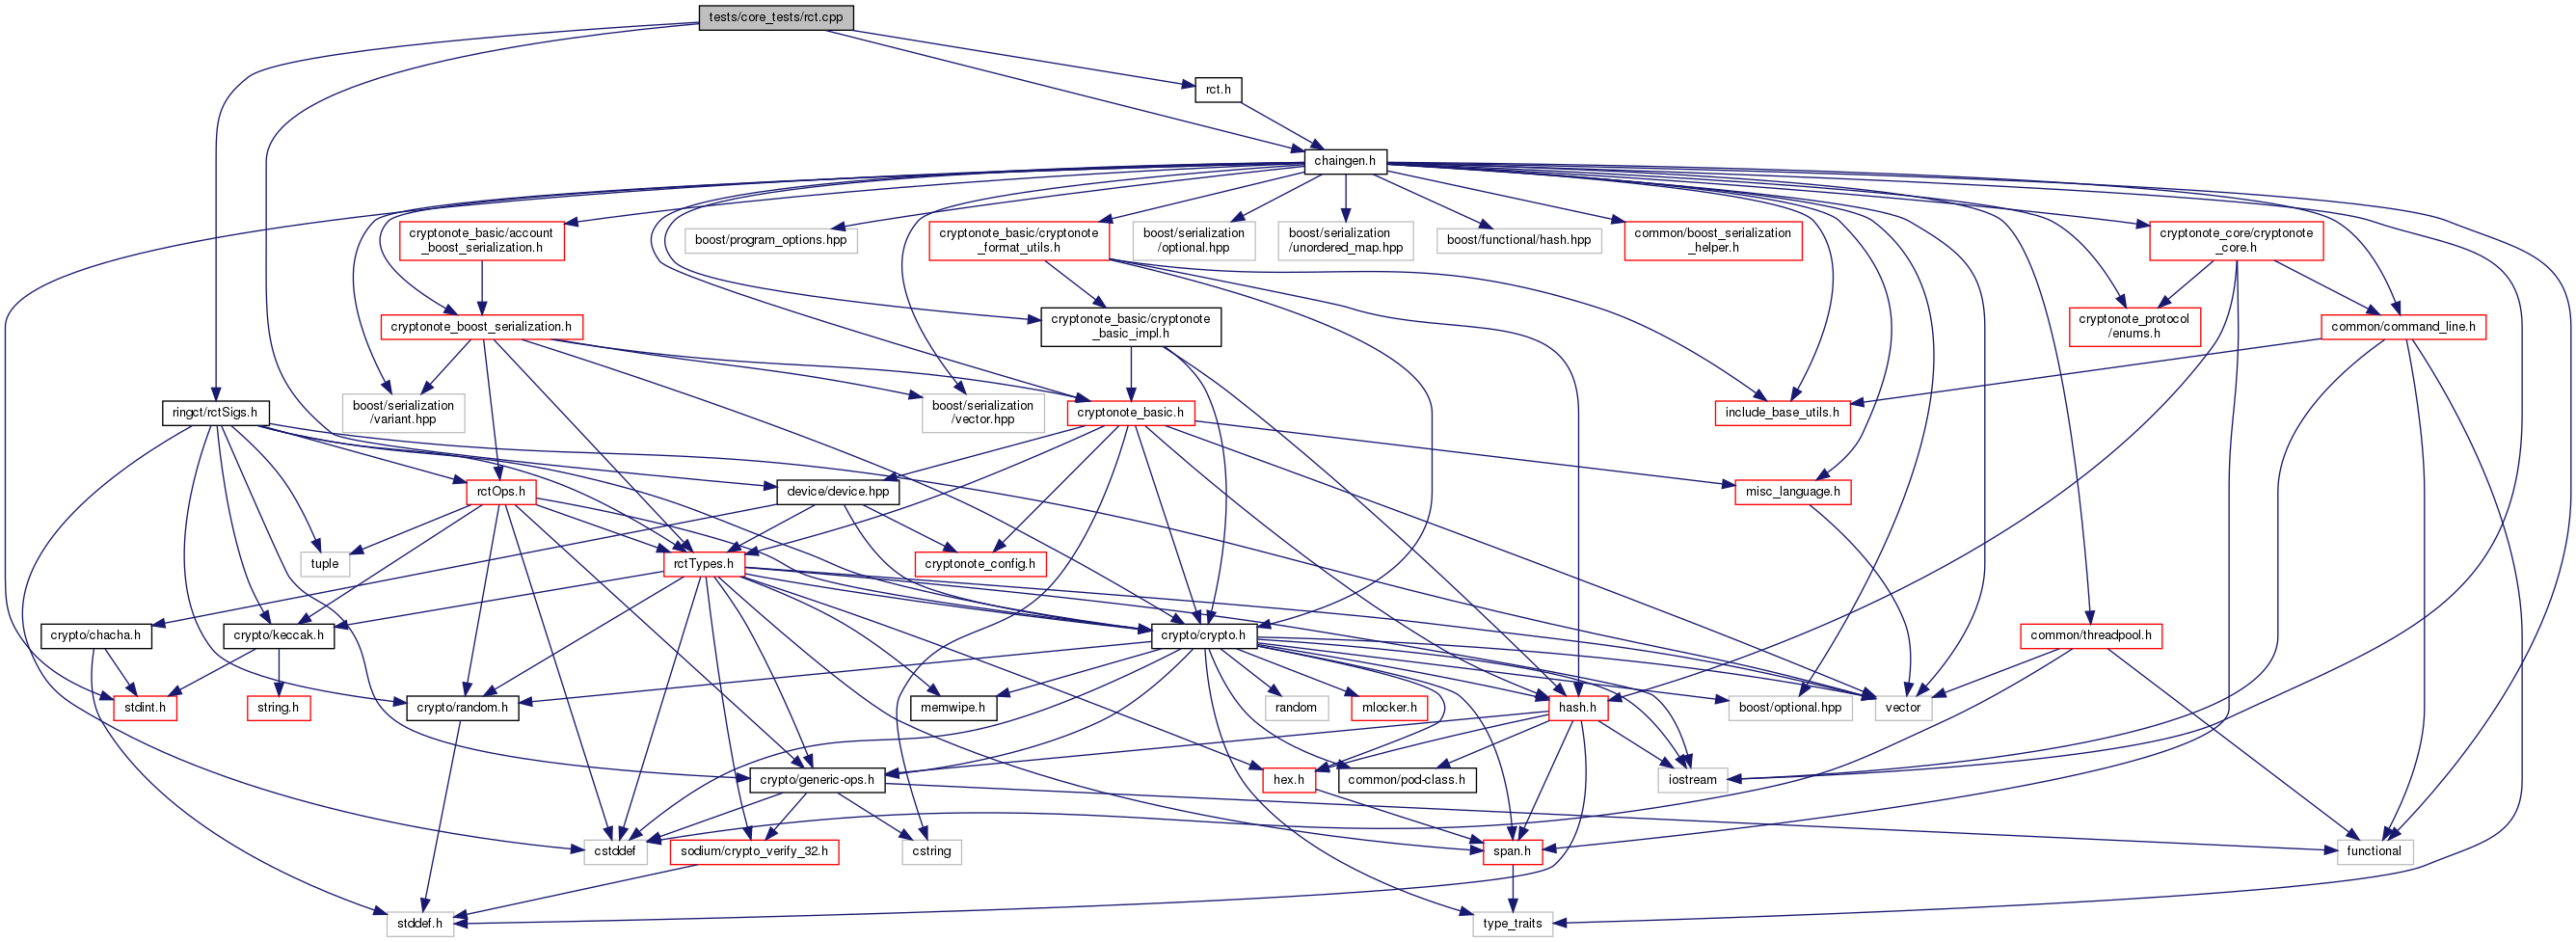 tests/core_tests/rct.cpp
rct.h
chaingen.h
cryptonote_basic/account
_boost_serialization.h
boost/program_options.hpp
cryptonote_basic/cryptonote
_format_utils.h
boost/serialization
/optional.hpp
boost/serialization
/unordered_map.hpp
boost/functional/hash.hpp
common/boost_serialization
_helper.h
cryptonote_core/cryptonote
_core.h
cryptonote_boost_serialization.h
cryptonote_basic/cryptonote
_basic_impl.h
cryptonote_protocol
/enums.h
common/command_line.h
ringct/rctSigs.h
boost/serialization
/variant.hpp
boost/serialization
/vector.hpp
cryptonote_basic.h
include_base_utils.h
rctOps.h
device/device.hpp
misc_language.h
tuple
rctTypes.h
cryptonote_config.h
crypto/chacha.h
crypto/keccak.h
crypto/crypto.h
common/threadpool.h
stdint.h
string.h
crypto/random.h
memwipe.h
random
mlocker.h
hash.h
boost/optional.hpp
vector
crypto/generic-ops.h
hex.h
common/pod-class.h
iostream
cstddef
sodium/crypto_verify_32.h
cstring
span.h
functional
stddef.h
type_traits